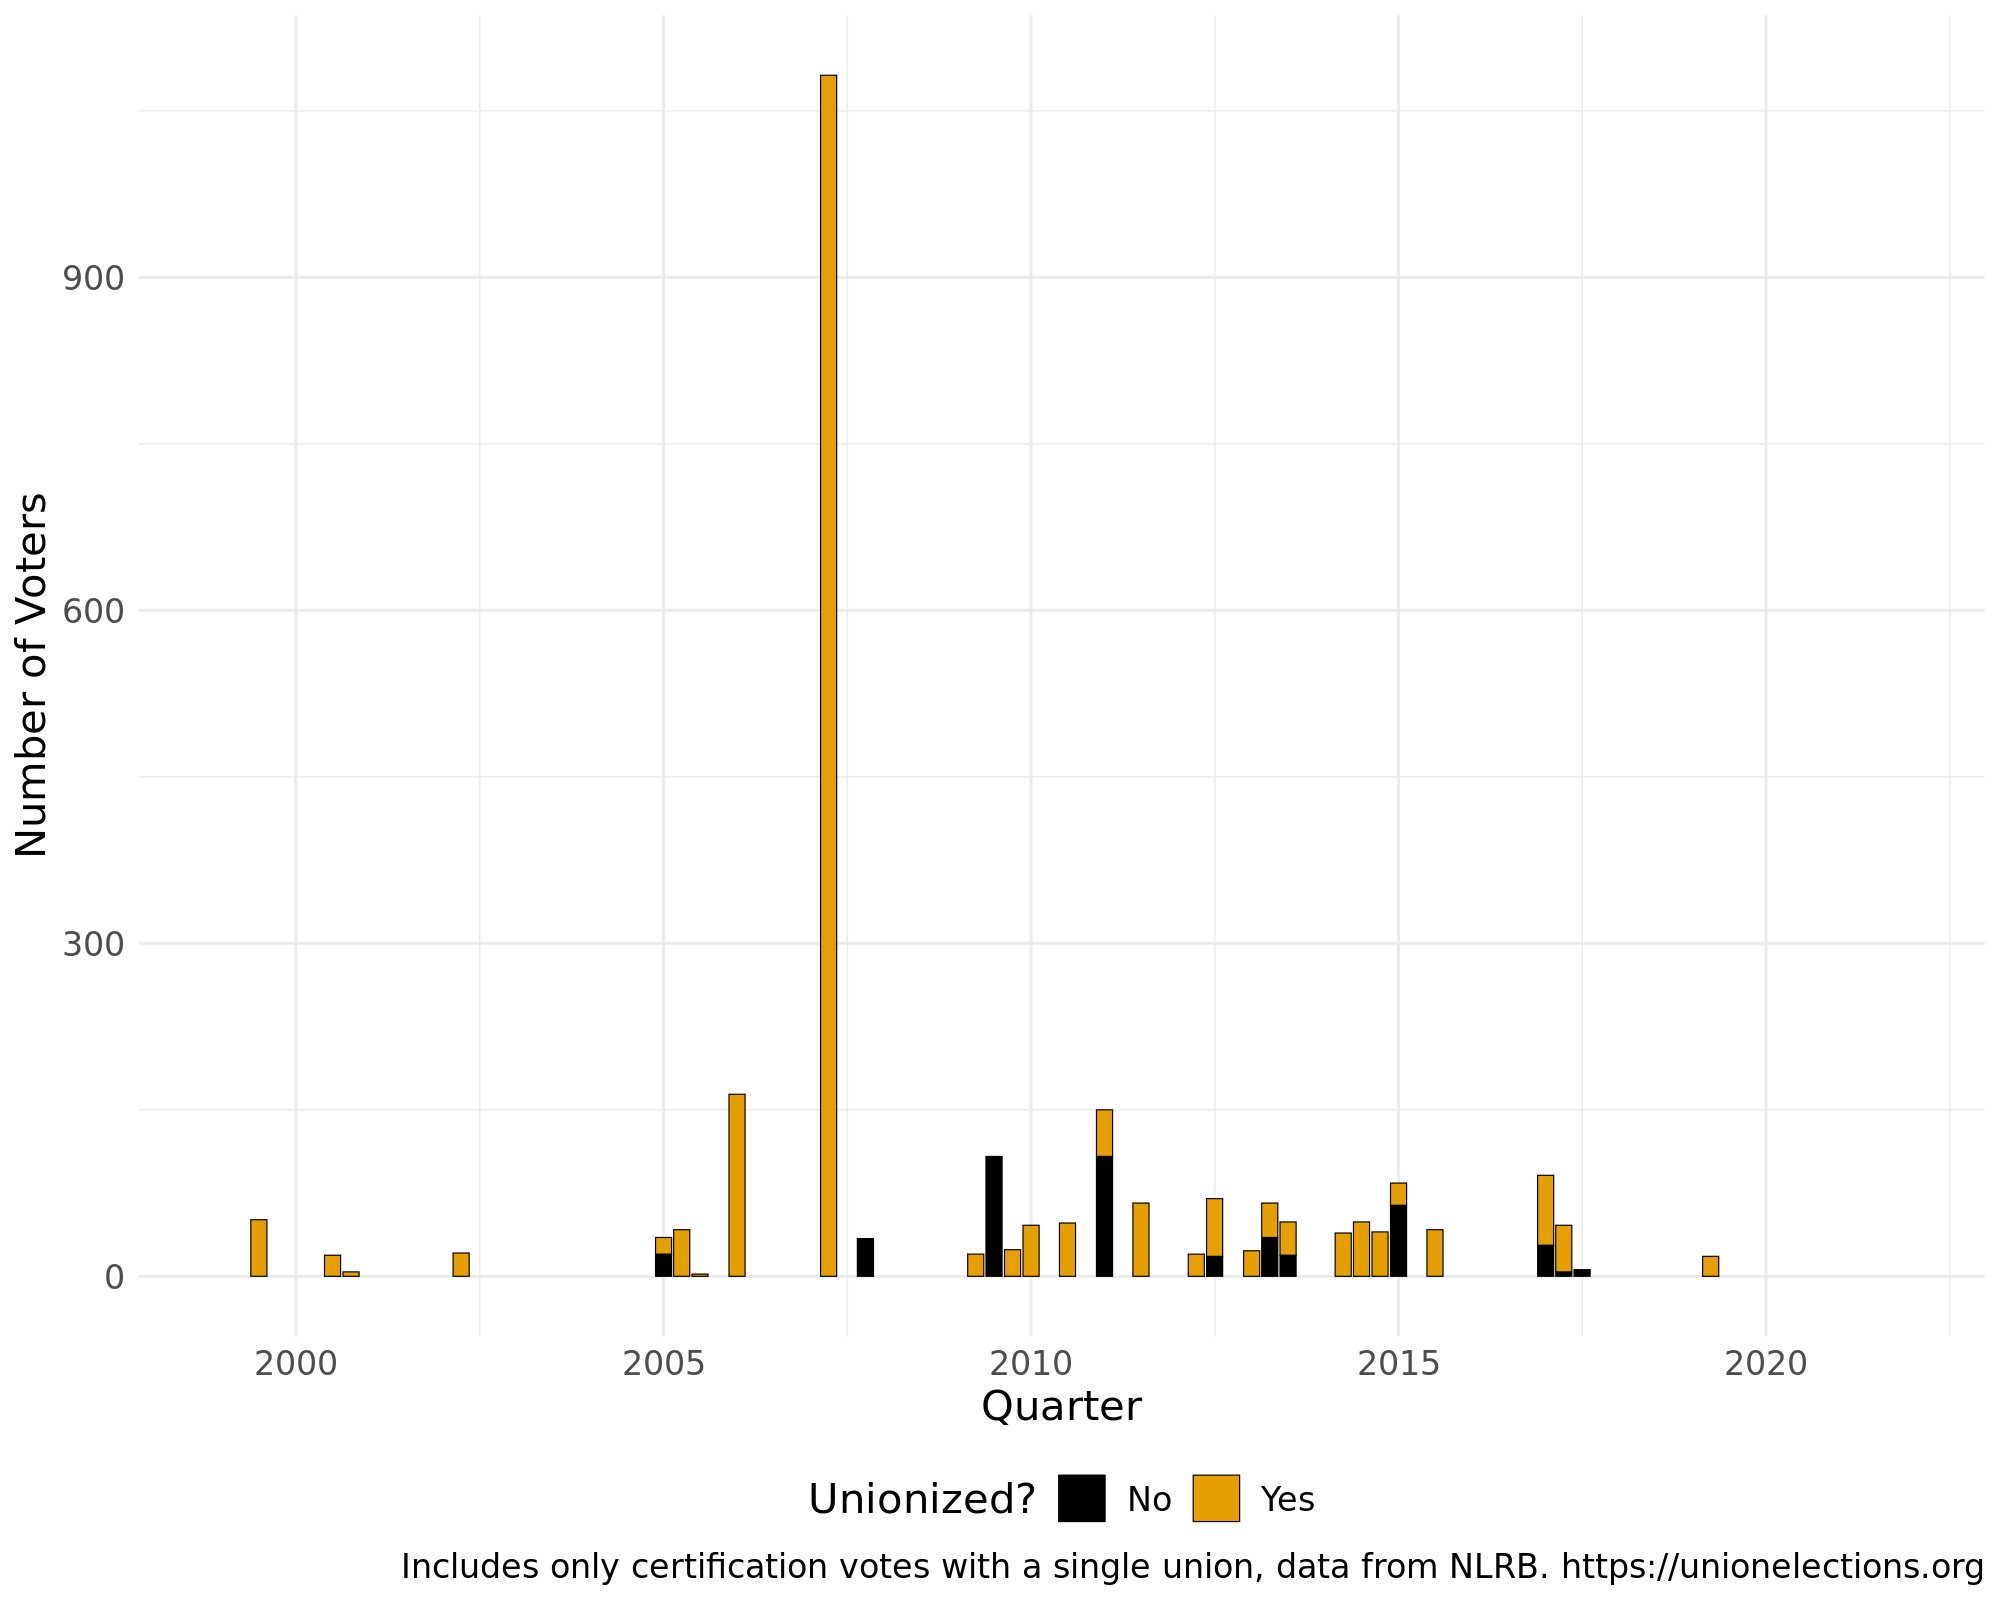 Number of Voters
900
600
300
0
2000 2005 2010 2015 2020
Quarter
Unionized? No Yes
Includes only certification votes with a single union, data from NLRB. https://unionelections.org